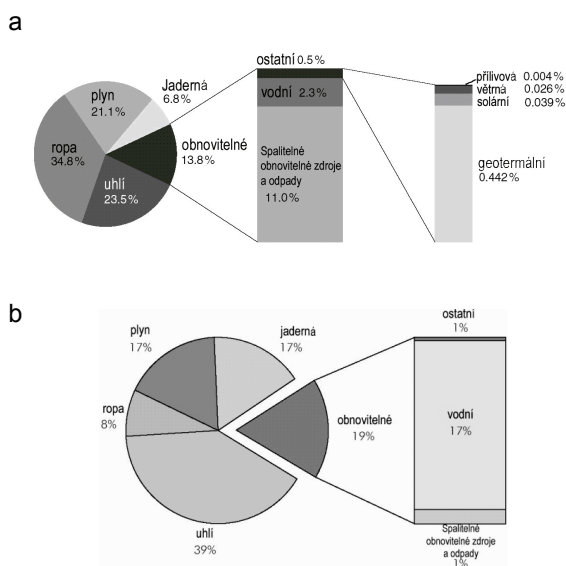 a
ostatní 0.5%
přílivová 0.004%
větrná 0.026%
solární 0.039%
Jaderná
6.8%
plyn
21.1%
vodní 2.3%
obnovitelné
13.8%
ropa
34.8%
Spalitelné
obnovitelné zdroje
a odpady
11.0%
geotermální
0.442%
uhlí
23.5%
b
plyn
17%
jaderná
17%
ostatní
1%
ropa
8%
obnovitelné
19%
vodní
17%
uhlí
39%
Spalitelné
obnovitelné zdroje
a odpady
1%